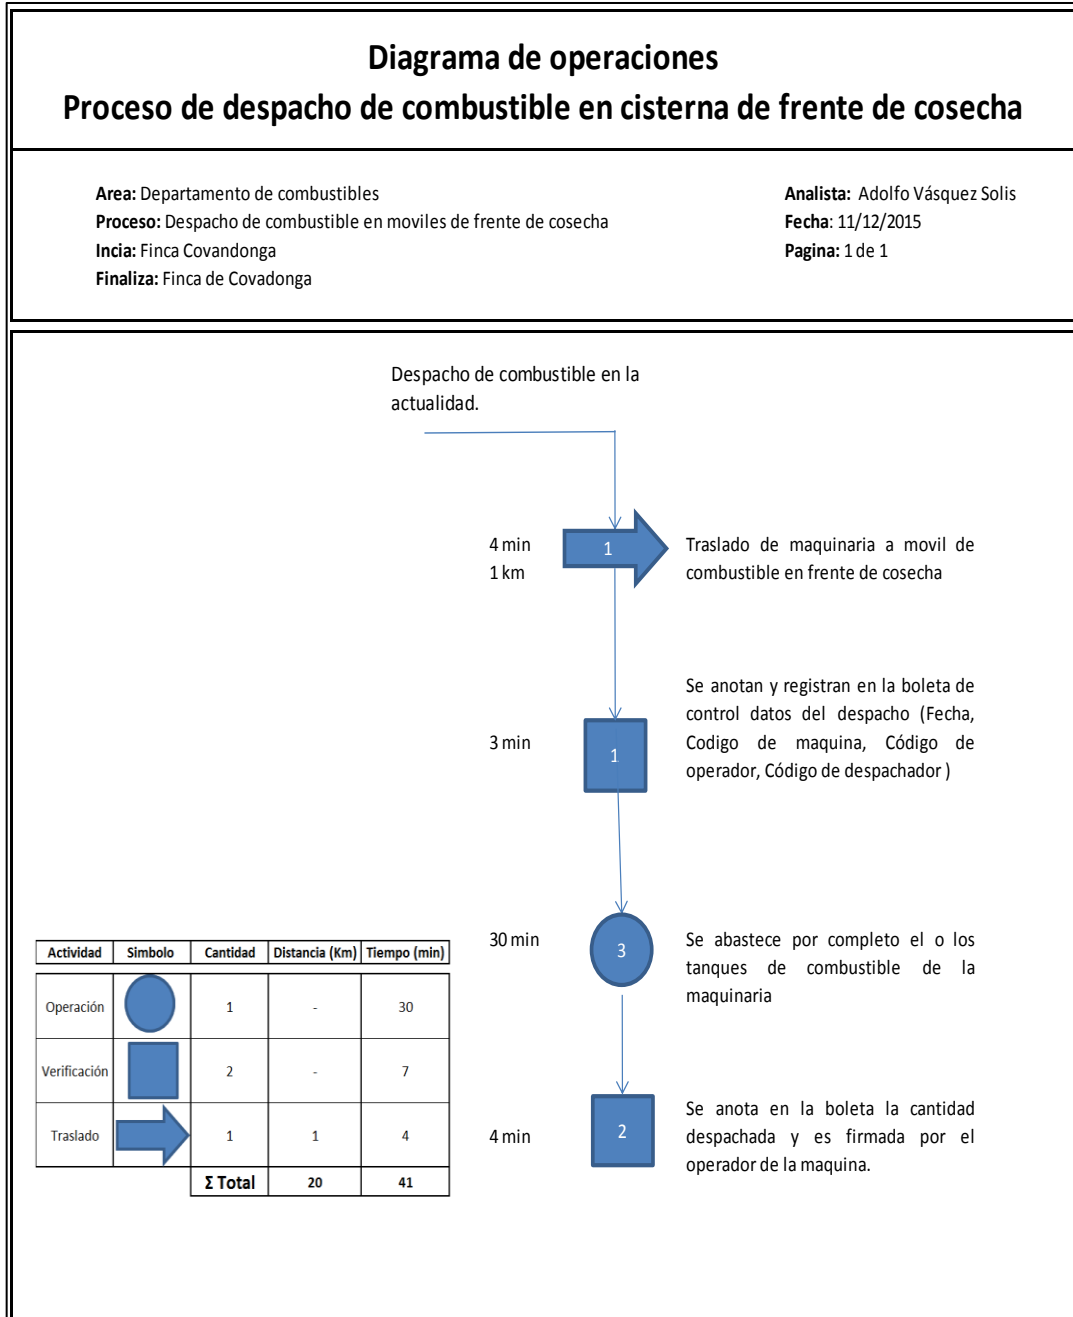 Diagrama de operaciones
Proceso de despacho de combustible en cisterna de frente de cosecha
Area: Departamento de combustibles
Proceso: Despacho de combustible en moviles de frente de cosecha
Incia: Finca Covandonga
Finaliza: Finca de Covadonga
Analista: Adolfo Vásquez Solis
Fecha: 11/12/2015
Pagina: 1 de 1
Despacho de combustible en la
actualidad.
4 min
1 km
1
Traslado de maquinaria a movil de
combustible en frente de cosecha
3 min
1
Se anotan y registran en la boleta de
control datos del despacho (Fecha,
Codigo de maquina, Código de
operador, Código de despachador )
30 min
3
Se abastece por completo el o los
tanques de combustible de la
maquinaria
4 min
2
Se anota en la boleta la cantidad
despachada y es firmada por el
operador de la maquina.
Actividad Simbolo Cantidad Distancia (Km) Tiempo (min)
Operación 1 - 30
Verificación 2 - 7
Traslado 1 1 4
Σ Total 20 41